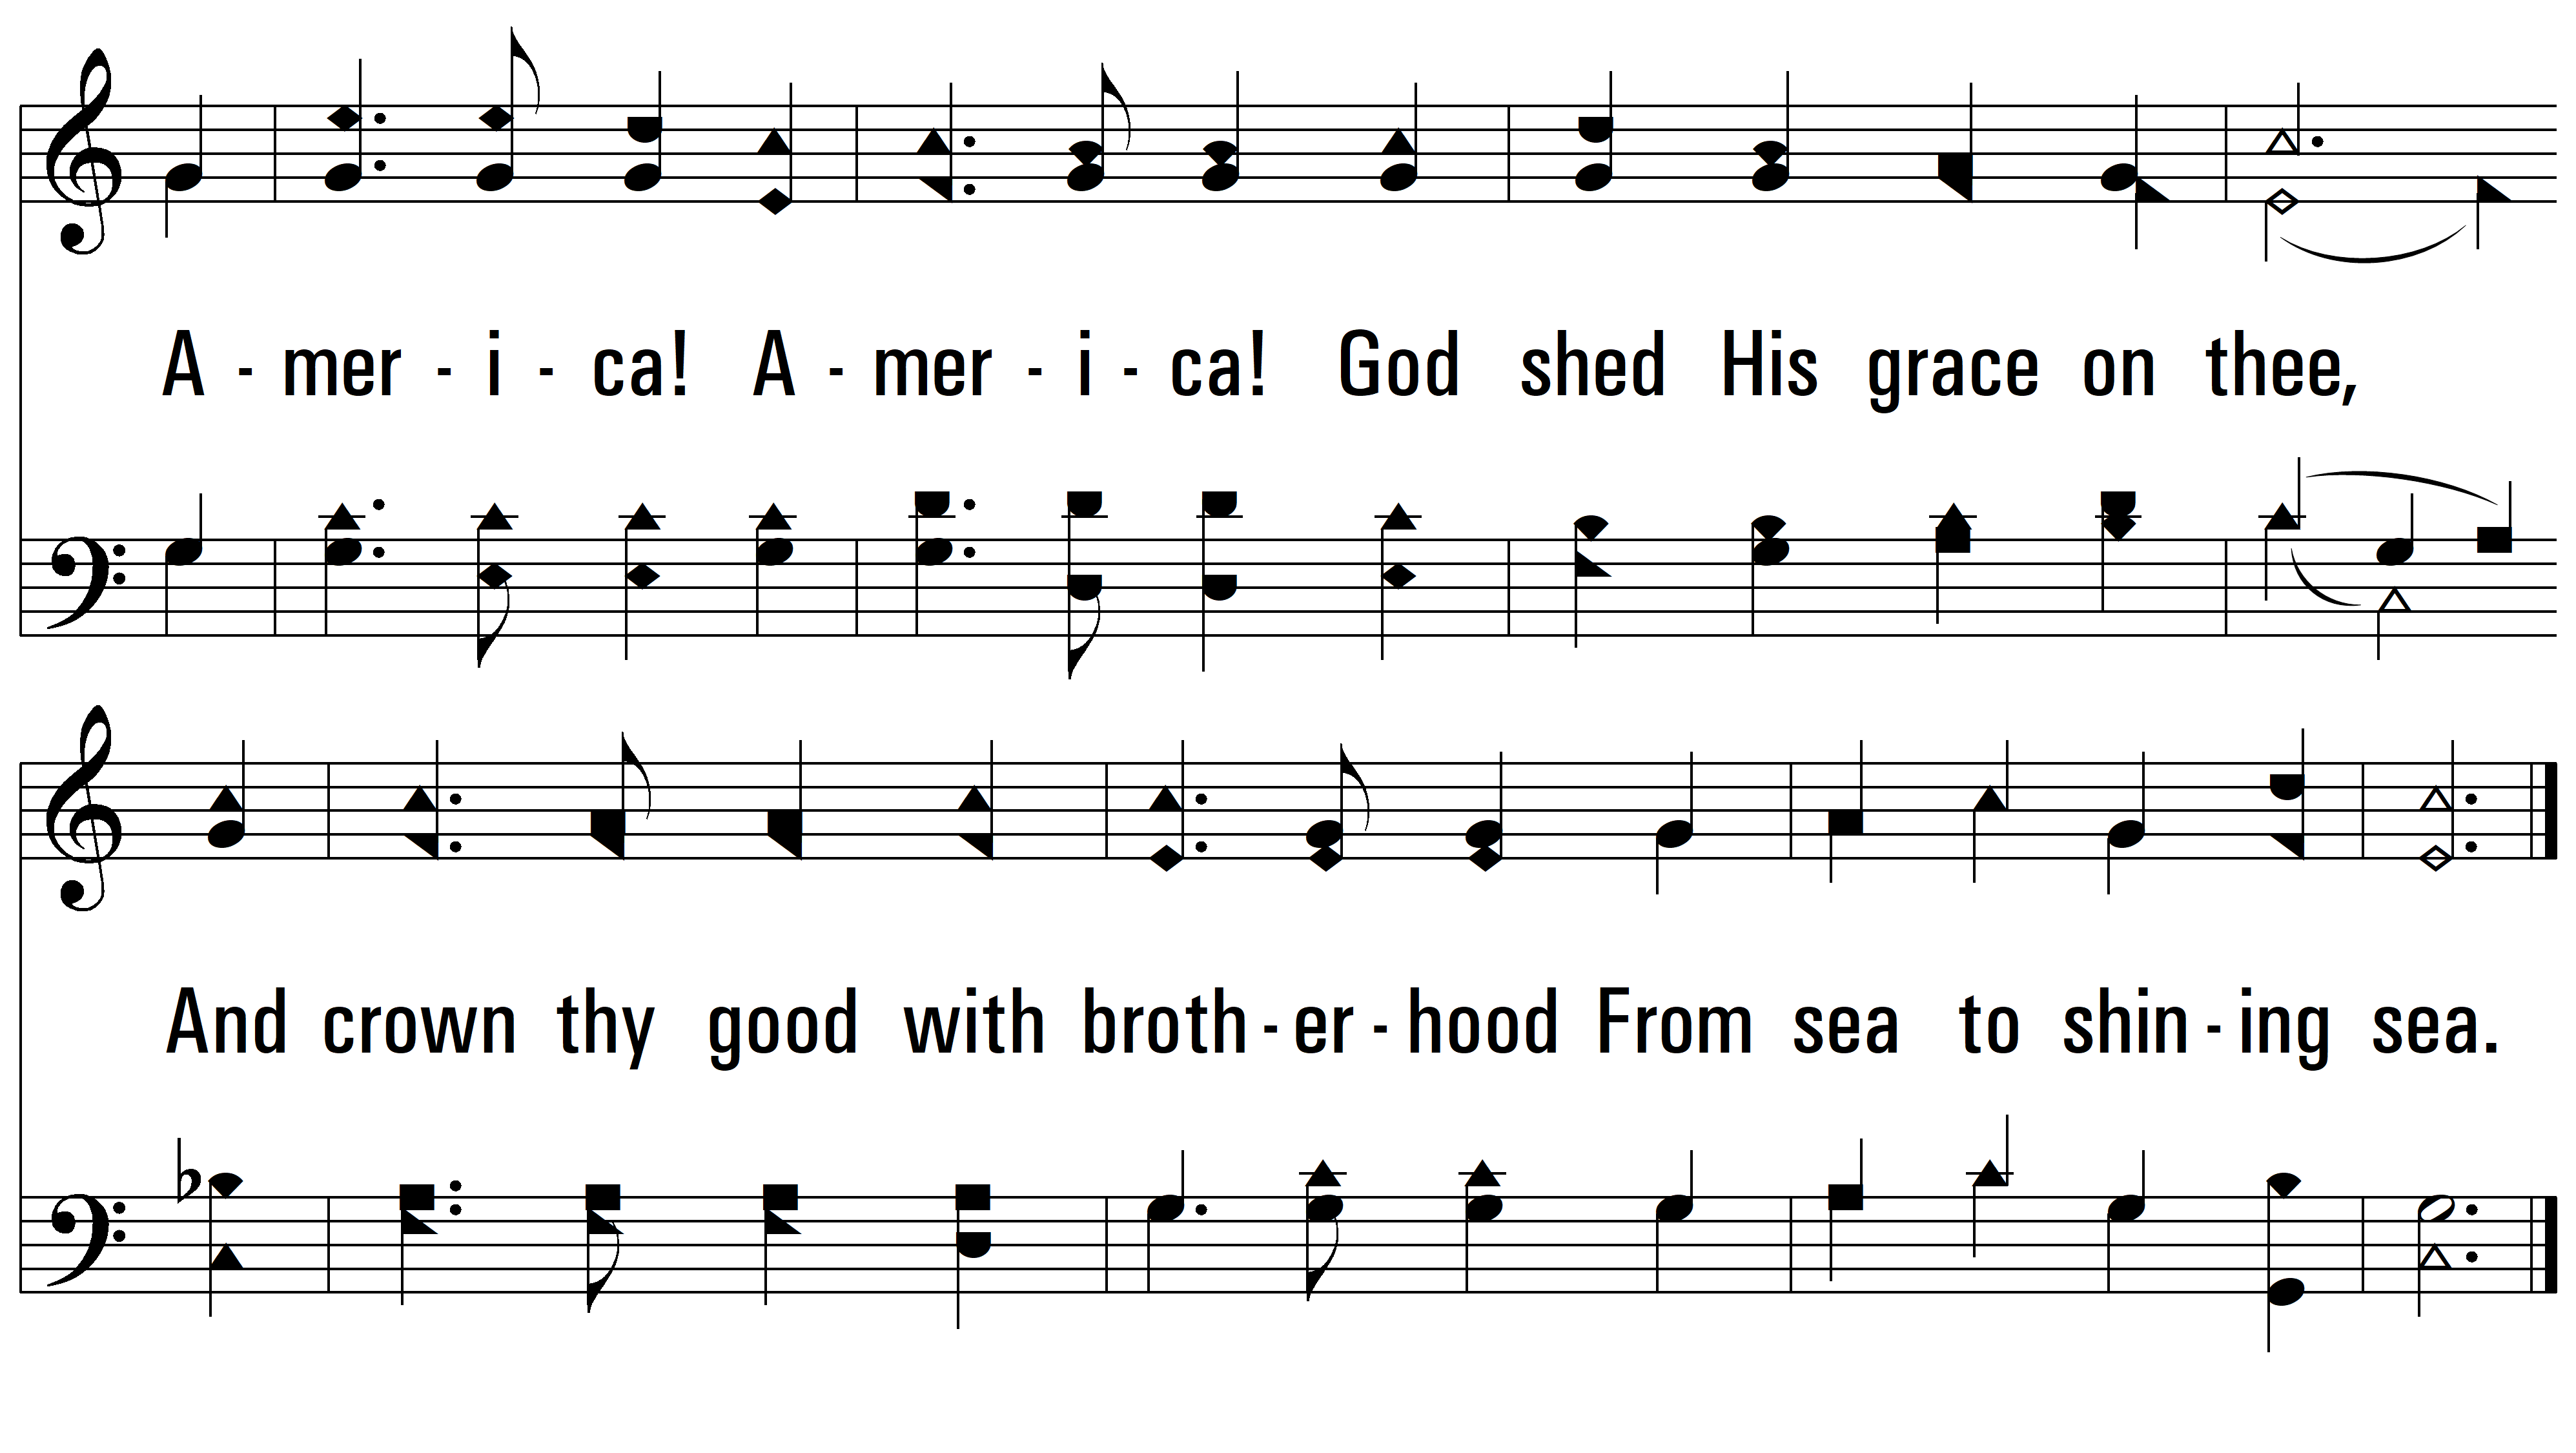 A - mer - i - ca! A - mer - i - ca! God shed His grace on thee,
And crown thy good with broth - er - hood From sea to shin - ing sea.